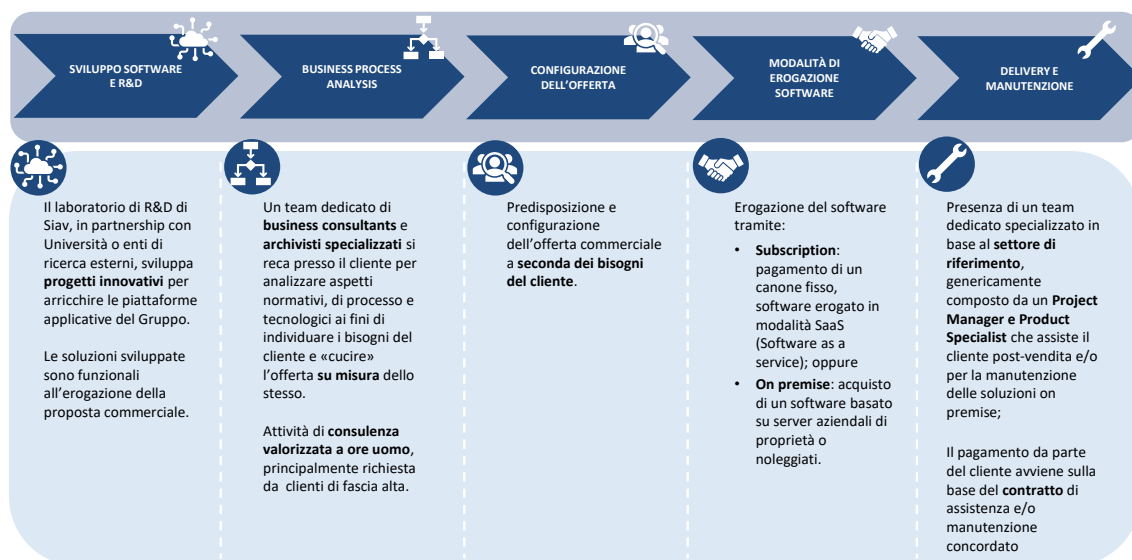 SVILUPPO SOFTWARE
E R&D
BUSINESS PROCESS
ANALYSIS
CONFIGURAZIONE
DELL'OFFERTA
MODALITÀ DI
EROGAZIONE
SOFTWARE
DELIVERY E
MANUTENZIONE
Il laboratorio di R&D di
Siav, in partnership con
Università o enti di
ricerca esterni, sviluppa
progetti innovativi per
arricchire le piattaforme
applicative del Gruppo.
Le soluzioni sviluppate
sono funzionali
all'erogazione della
proposta commerciale.
Un team dedicato di
business consultants e
archivisti specializzati si
reca presso il cliente per
analizzare aspetti
normativi, di processo e
tecnologici ai fini di
individuare i bisogni del
cliente e «cucire»
l'offerta su misura dello
stesso.
Attività di consulenza
valorizzata a ore uomo,
principalmente richiesta
da clienti di fascia alta.
Predisposizione e
configurazione
dell'offerta commerciale
a seconda dei bisogni
del cliente.
Erogazione del software
tramite:
• Subscription:
pagamento di un
canone fisso,
software erogato in
modalità SaaS
(Software as a
service); oppure
• On premise: acquisto
di un software basato
su server aziendali di
proprietà o
noleggiati.
Presenza di un team
dedicato specializzato in
base al settore di
riferimento,
genericamente
composto da un Project
Manager e Product
Specialist che assiste il
cliente post-vendita e/o
per la manutenzione
delle soluzioni on
premise;
Il pagamento da parte
del cliente avviene sulla
base del contratto di
assistenza e/o
manutenzione
concordato